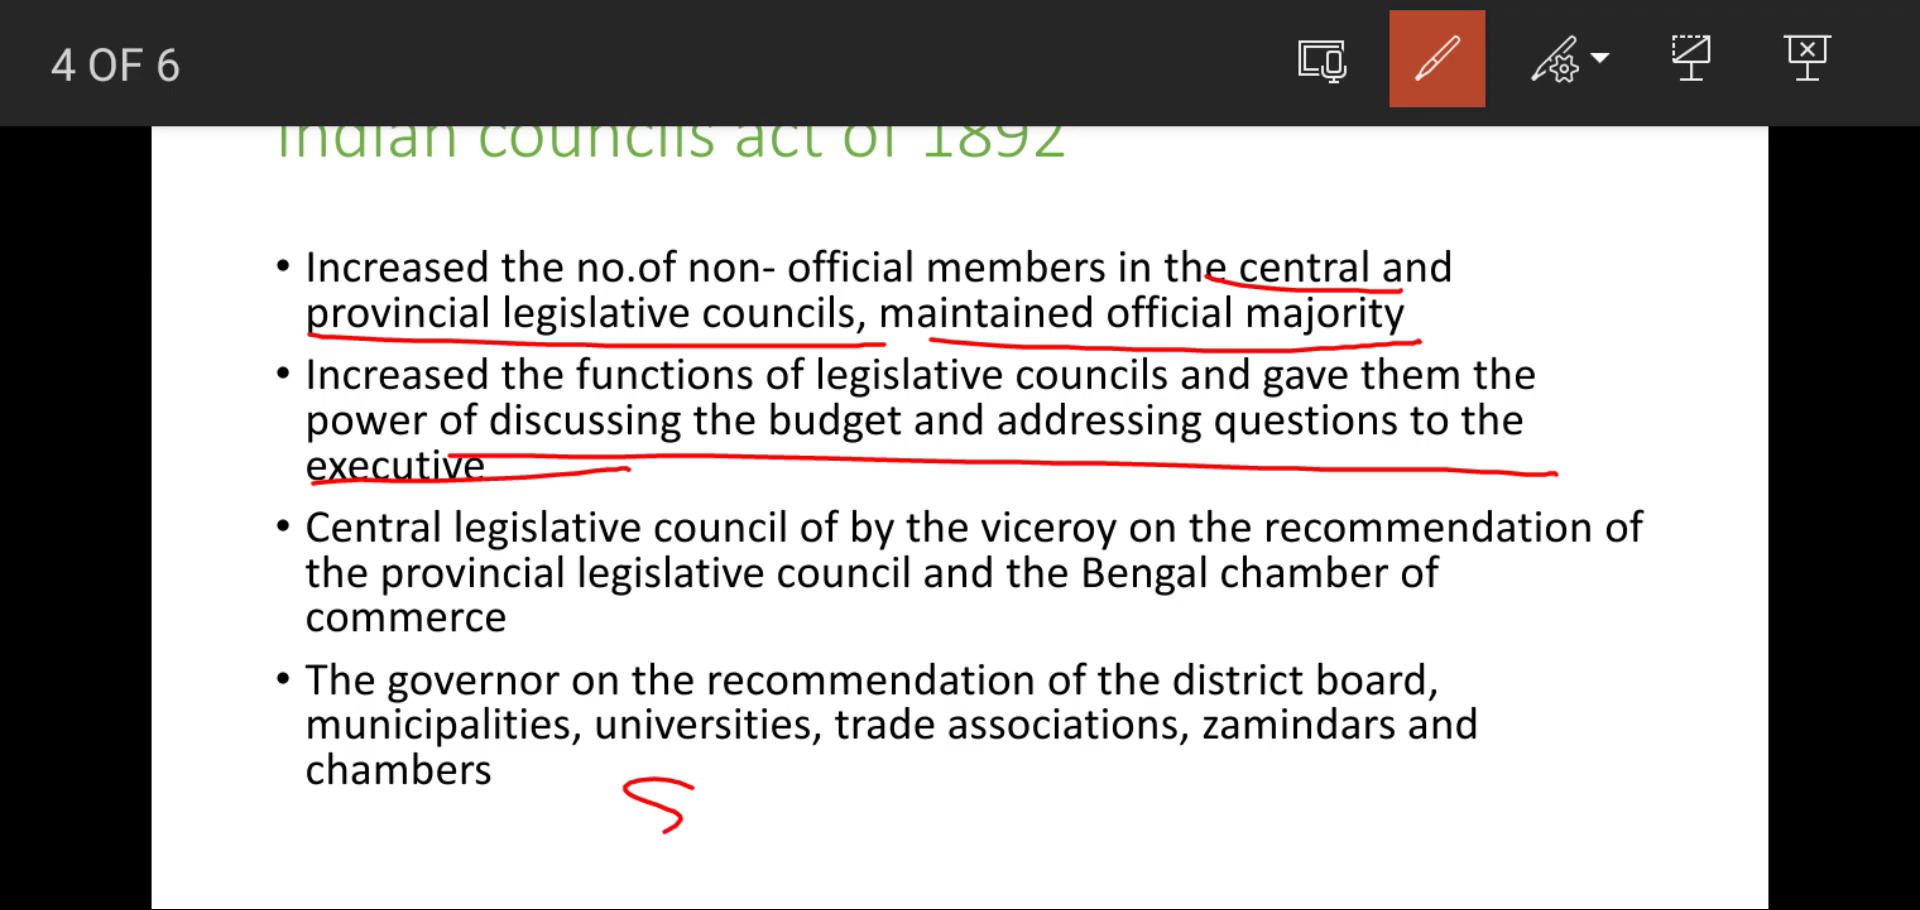 4 OF 6
Indian councils act of 1892
• Increased the no.of non- official members in the central and
provincial legislative councils, maintained official majority
• Increased the functions of legislative councils and gave them the
power of discussing the budget and addressing questions to the
executive
• Central legislative council of by the viceroy on the recommendation of
the provincial legislative council and the Bengal chamber of
commerce
• The governor on the recommendation of the district board,
municipalities, universities, trade associations, zamindars and
chambers
S